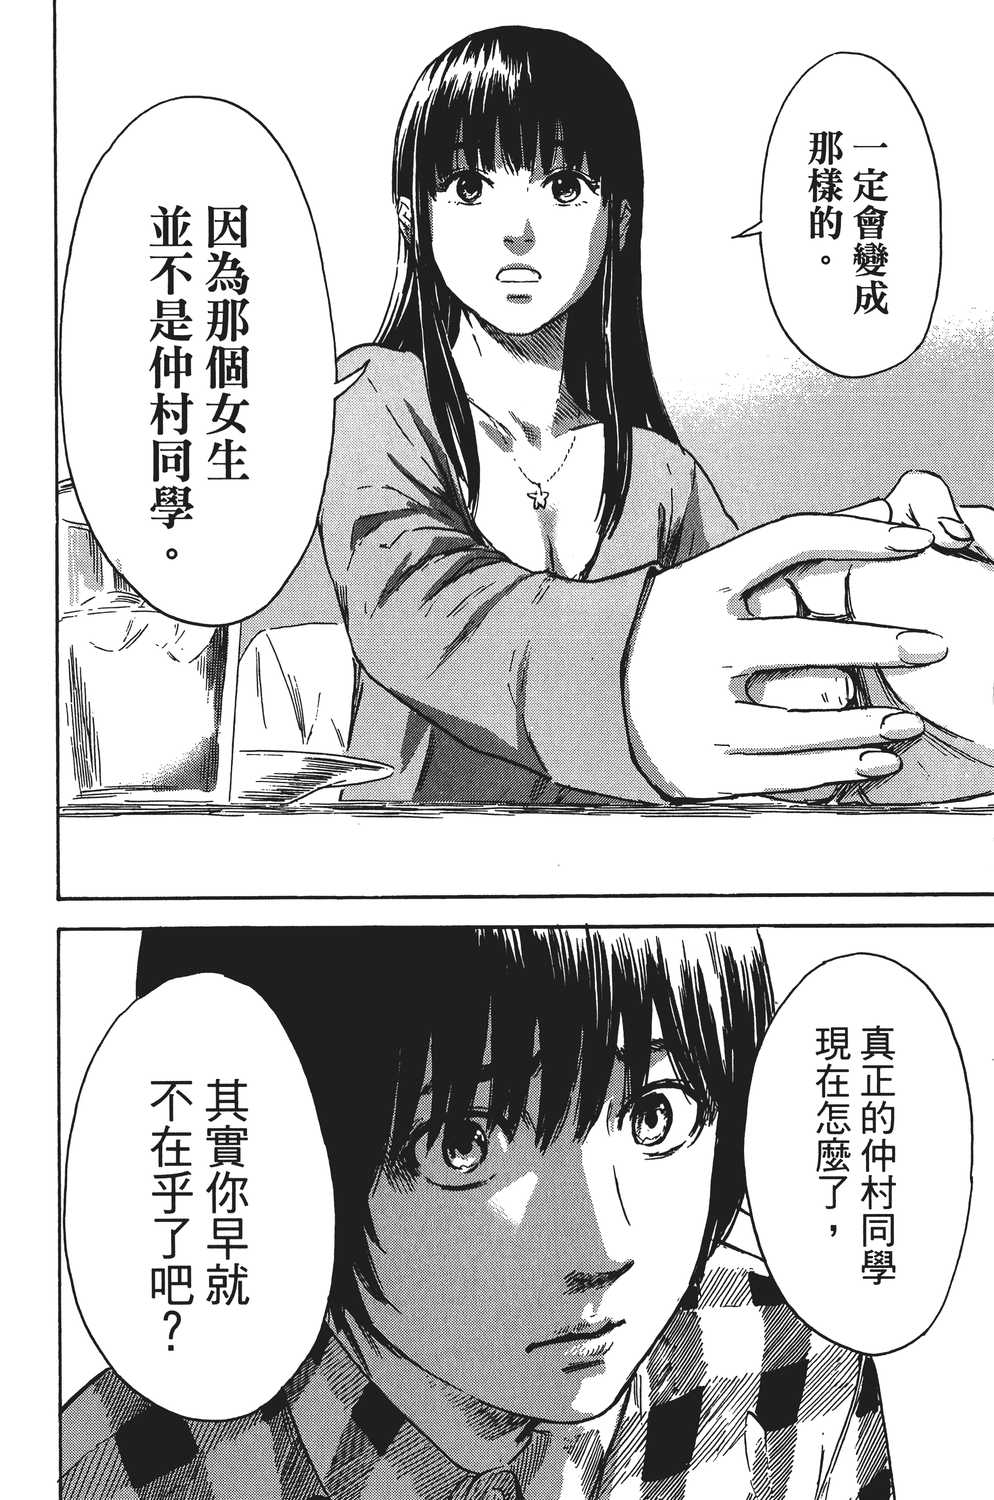 一定會變成
那樣的。
因為那個女生
並不是仲村同學。
真正的仲村同學
現在怎麼了，
其實你早就
不在乎了吧？